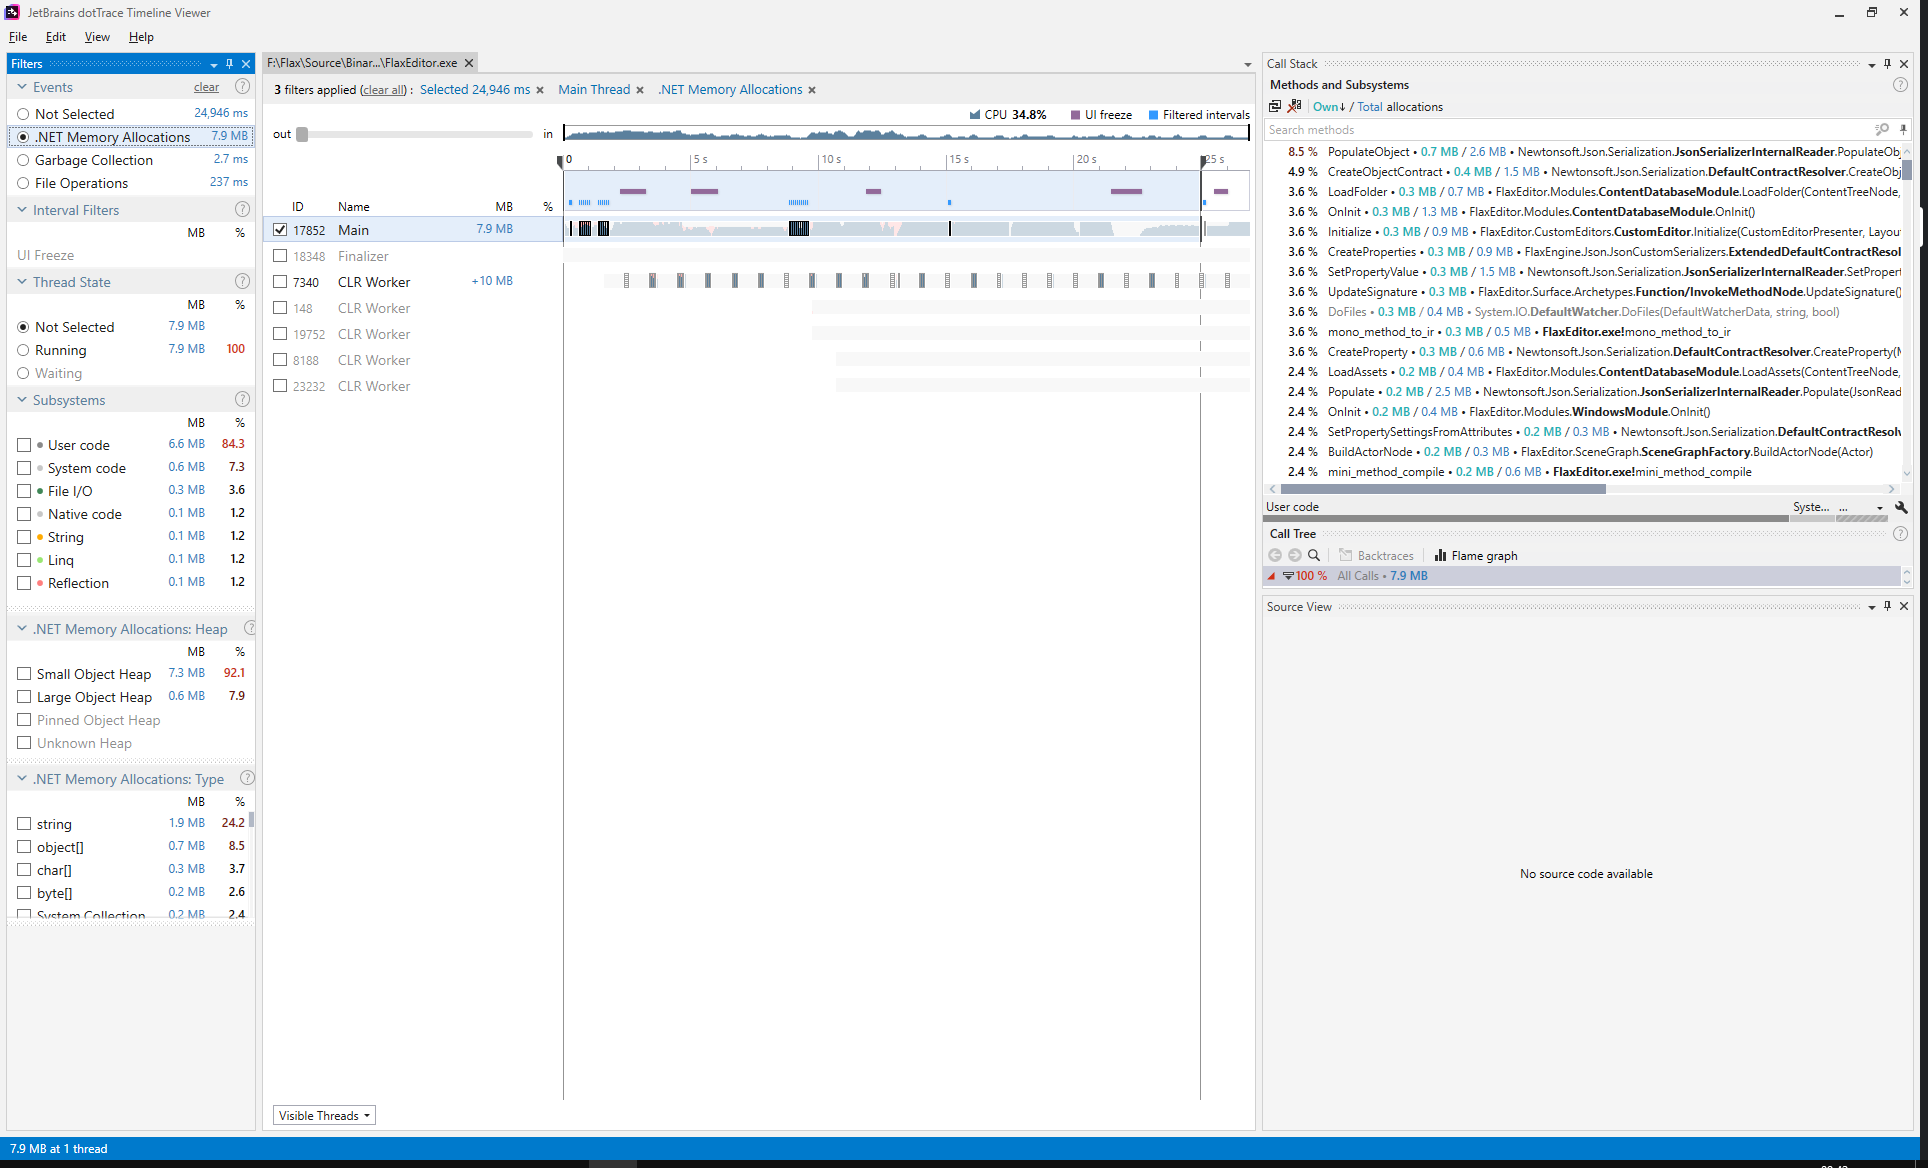 JetBrains dotTrace Timeline Viewer
File Edit View Help
Filters
Events clear ?
Not Selected 24,946 ms
.NET Memory Allocations 7.9 MB
Garbage Collection 2.7 ms
File Operations 237 ms
Interval Filters ?
MB %
UI Freeze
Thread State ?
MB %
Not Selected 7.9 MB
Running 7.9 MB 100
Waiting
Subsystems ?
MB %
User code 6.6 MB 84.3
System code 0.6 MB 7.3
File I/O 0.3 MB 3.6
Native code 0.1 MB 1.2
String 0.1 MB 1.2
Linq 0.1 MB 1.2
Reflection 0.1 MB 1.2
.NET Memory Allocations: Heap ?
MB %
Small Object Heap 7.3 MB 92.1
Large Object Heap 0.6 MB 7.9
Pinned Object Heap
Unknown Heap
.NET Memory Allocations: Type ?
MB %
string 1.9 MB 24.2
object[] 0.7 MB 8.5
char[] 0.3 MB 3.7
byte[] 0.2 MB 2.6
System Collection 0.2 MB 2.4
F:\Flax\Source\Binar...\FlaxEditor.exe
3 filters applied (clear all) : Selected 24,946 ms × Main Thread × .NET Memory Allocations ×
CPU 34.8% UI freeze Filtered intervals
out in
0 5 s 10 s 15 s 20 s 25 s
ID Name MB %
17852 Main 7.9 MB
18348 Finalizer
7340 CLR Worker +10 MB
148 CLR Worker
19752 CLR Worker
8188 CLR Worker
23232 CLR Worker
Visible Threads
Call Stack
Methods and Subsystems ?
Own↓ / Total allocations
Search methods
8.5 % PopulateObject • 0.7 MB / 2.6 MB • Newtonsoft.Json.Serialization.JsonSerializerInternalReader.PopulateObj
4.9 % CreateObjectContract • 0.4 MB / 1.5 MB • Newtonsoft.Json.Serialization.DefaultContractResolver.CreateObj
3.6 % LoadFolder • 0.3 MB / 0.7 MB • FlaxEditor.Modules.ContentDatabaseModule.LoadFolder(ContentTreeNode,
3.6 % OnInit • 0.3 MB / 1.3 MB • FlaxEditor.Modules.ContentDatabaseModule.OnInit()
3.6 % Initialize • 0.3 MB / 0.9 MB • FlaxEditor.CustomEditors.CustomEditor.Initialize(CustomEditorPresenter, Layou
3.6 % CreateProperties • 0.3 MB / 0.9 MB • FlaxEngine.Json.JsonCustomSerializers.ExtendedDefaultContractResol
3.6 % SetPropertyValue • 0.3 MB / 1.5 MB • Newtonsoft.Json.Serialization.JsonSerializerInternalReader.SetPropert
3.6 % UpdateSignature • 0.3 MB • FlaxEditor.Surface.Archetypes.Function/InvokeMethodNode.UpdateSignature()
3.6 % DoFiles • 0.3 MB / 0.4 MB • System.IO.DefaultWatcher.DoFiles(DefaultWatcherData, string, bool)
3.6 % mono_method_to_ir • 0.3 MB / 0.5 MB • FlaxEditor.exe!mono_method_to_ir
3.6 % CreateProperty • 0.3 MB / 0.6 MB • Newtonsoft.Json.Serialization.DefaultContractResolver.CreateProperty(M
2.4 % LoadAssets • 0.2 MB / 0.4 MB • FlaxEditor.Modules.ContentDatabaseModule.LoadAssets(ContentTreeNode,
2.4 % Populate • 0.2 MB / 2.5 MB • Newtonsoft.Json.Serialization.JsonSerializerInternalReader.Populate(JsonRead
2.4 % OnInit • 0.2 MB / 0.4 MB • FlaxEditor.Modules.WindowsModule.OnInit()
2.4 % SetPropertySettingsFromAttributes • 0.2 MB / 0.3 MB • Newtonsoft.Json.Serialization.DefaultContractResolv
2.4 % BuildActorNode • 0.2 MB / 0.3 MB • FlaxEditor.SceneGraph.SceneGraphFactory.BuildActorNode(Actor)
2.4 % mini_method_compile • 0.2 MB / 0.6 MB • FlaxEditor.exe!mini_method_compile
User code Syste... ...
Call Tree ?
Backtraces Flame graph
100 % All Calls • 7.9 MB
Source View
No source code available
7.9 MB at 1 thread